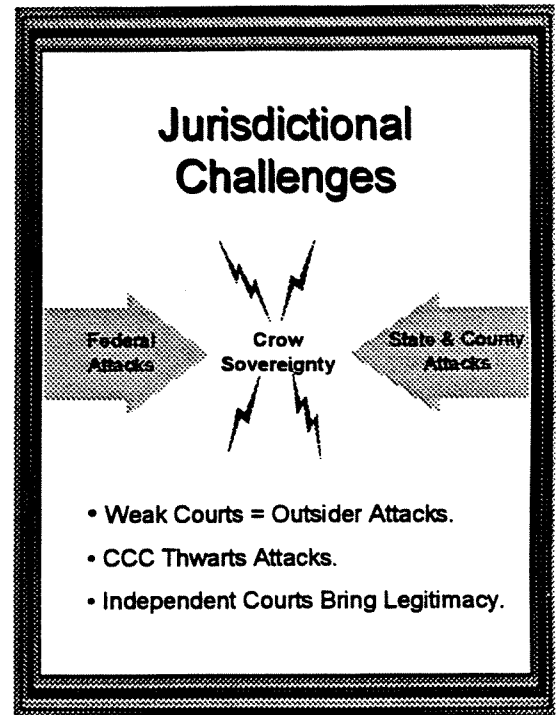 Jurisdictional
Challenges
Federal
Attacks
Crow
Sovereignty
State & County
Attacks
• Weak Courts = Outsider Attacks.
• CCC Thwarts Attacks.
• Independent Courts Bring Legitimacy.